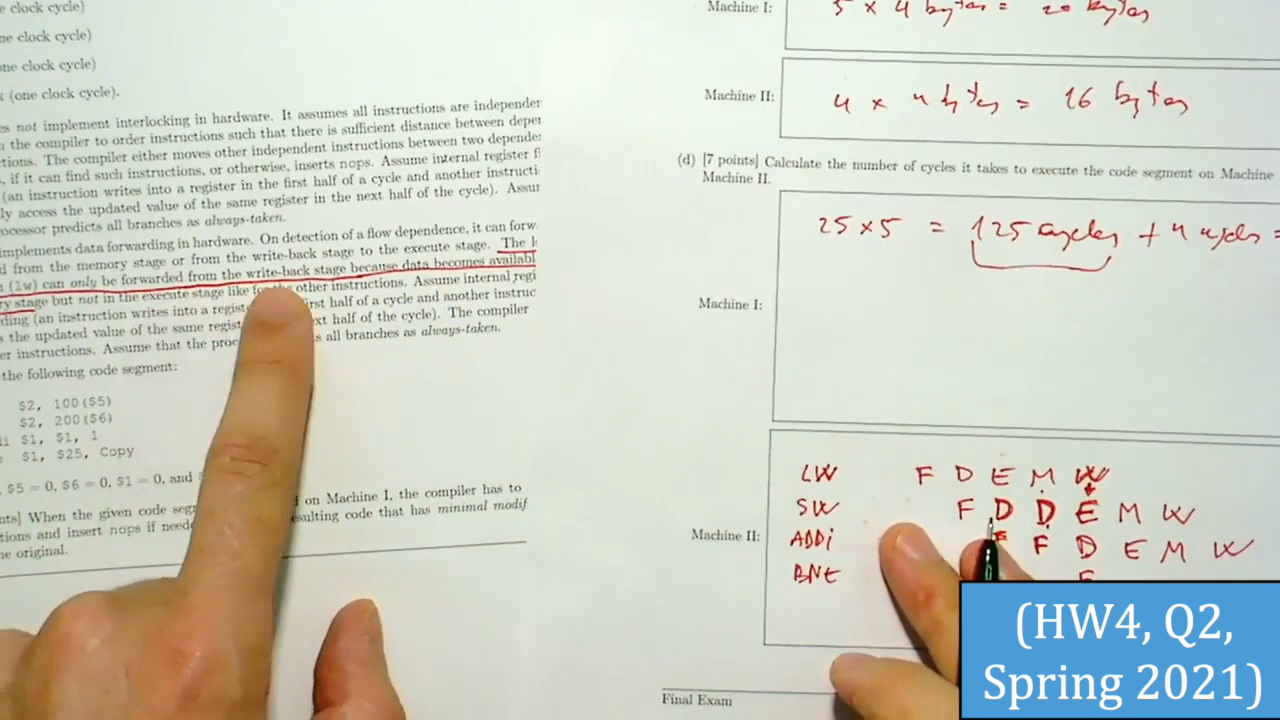 e clock cycle)
ne clock cycle)
one clock cycle)
(one clock cycle).
es not implement interlocking in hardware. It assumes all instructions are independen
the compiler to order instructions such that there is sufficient distance between depe
tions. The compiler either moves other independent instructions between two depende
, if it can find such instructions, or otherwise, inserts nops. Assume internal register f
(an instruction writes into a register in the first half of a cycle and another instructi
ly access the updated value of the same register in the next half of the cycle). Assu
rocessor predicts all branches as always-taken.
implements data forwarding in hardware. On detection of a flow dependence, it can forw
d from the memory stage or from the write-back stage to the execute stage. The l
(lw) can only be forwarded from the write-back stage because data becomes availabl
ry stage but not in the execute stage like for the other instructions. Assume internal regi
ding (an instruction writes into a regist first half of a cycle and another instruc
s the updated value of the same regist next half of the cycle). The compiler
er instructions. Assume that the proc s all branches as always-taken.
the following code segment:
$2, 100($5)
$2, 200($6)
i $1, $1, 1
$1, $25, Copy
, $5 = 0, $6 = 0, $1 = 0, and
nts] When the given code seg on Machine I, the compiler has to
ctions and insert nops if neede sulting code that has minimal modif
e original.
Machine I: 5 x 4 bytes = 20 bytes
Machine II: 4 x 4 bytes = 16 bytes
(d) [7 points] Calculate the number of cycles it takes to execute the code segment on Machine
Machine II.
25 x 5 = 125 cycles + 4 cycles =
Machine I:
LW F D E M W
SW F D D E M W
Machine II: ADDi F F D E M W
BNE F
Final Exam
(HW4, Q2,
Spring 2021)